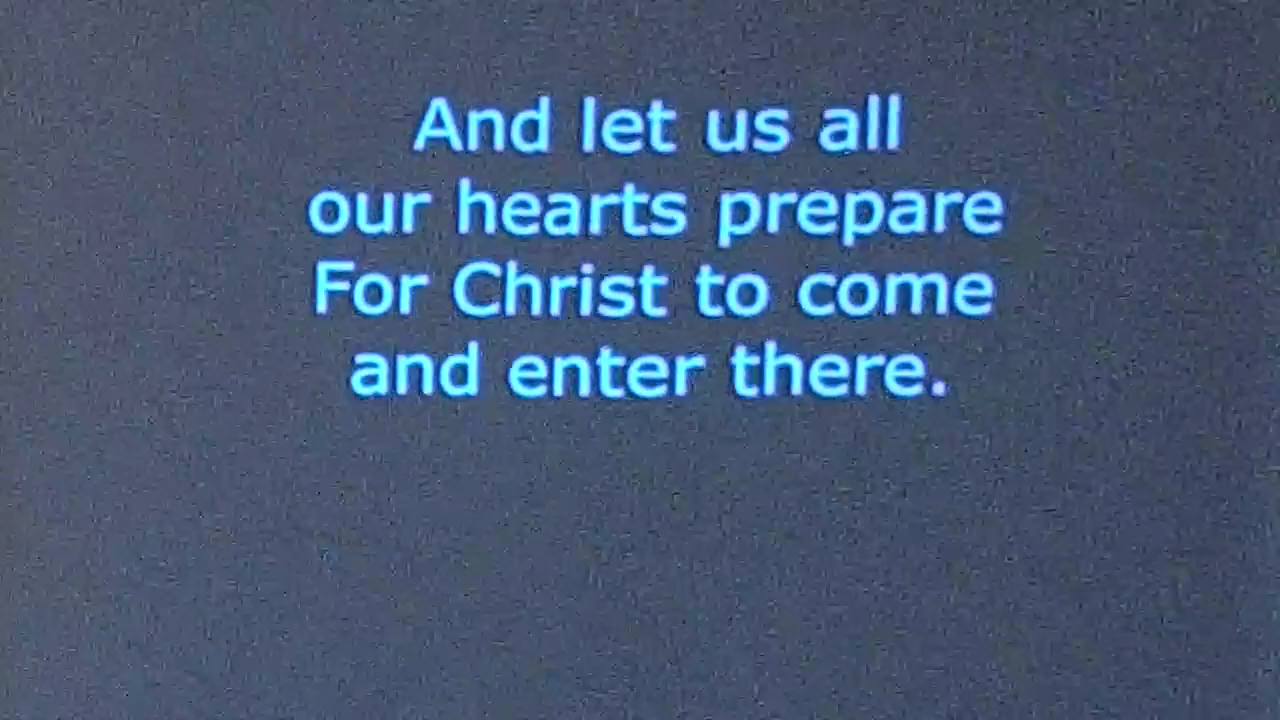 And let us all
our hearts prepare
For Christ to come
and enter there.